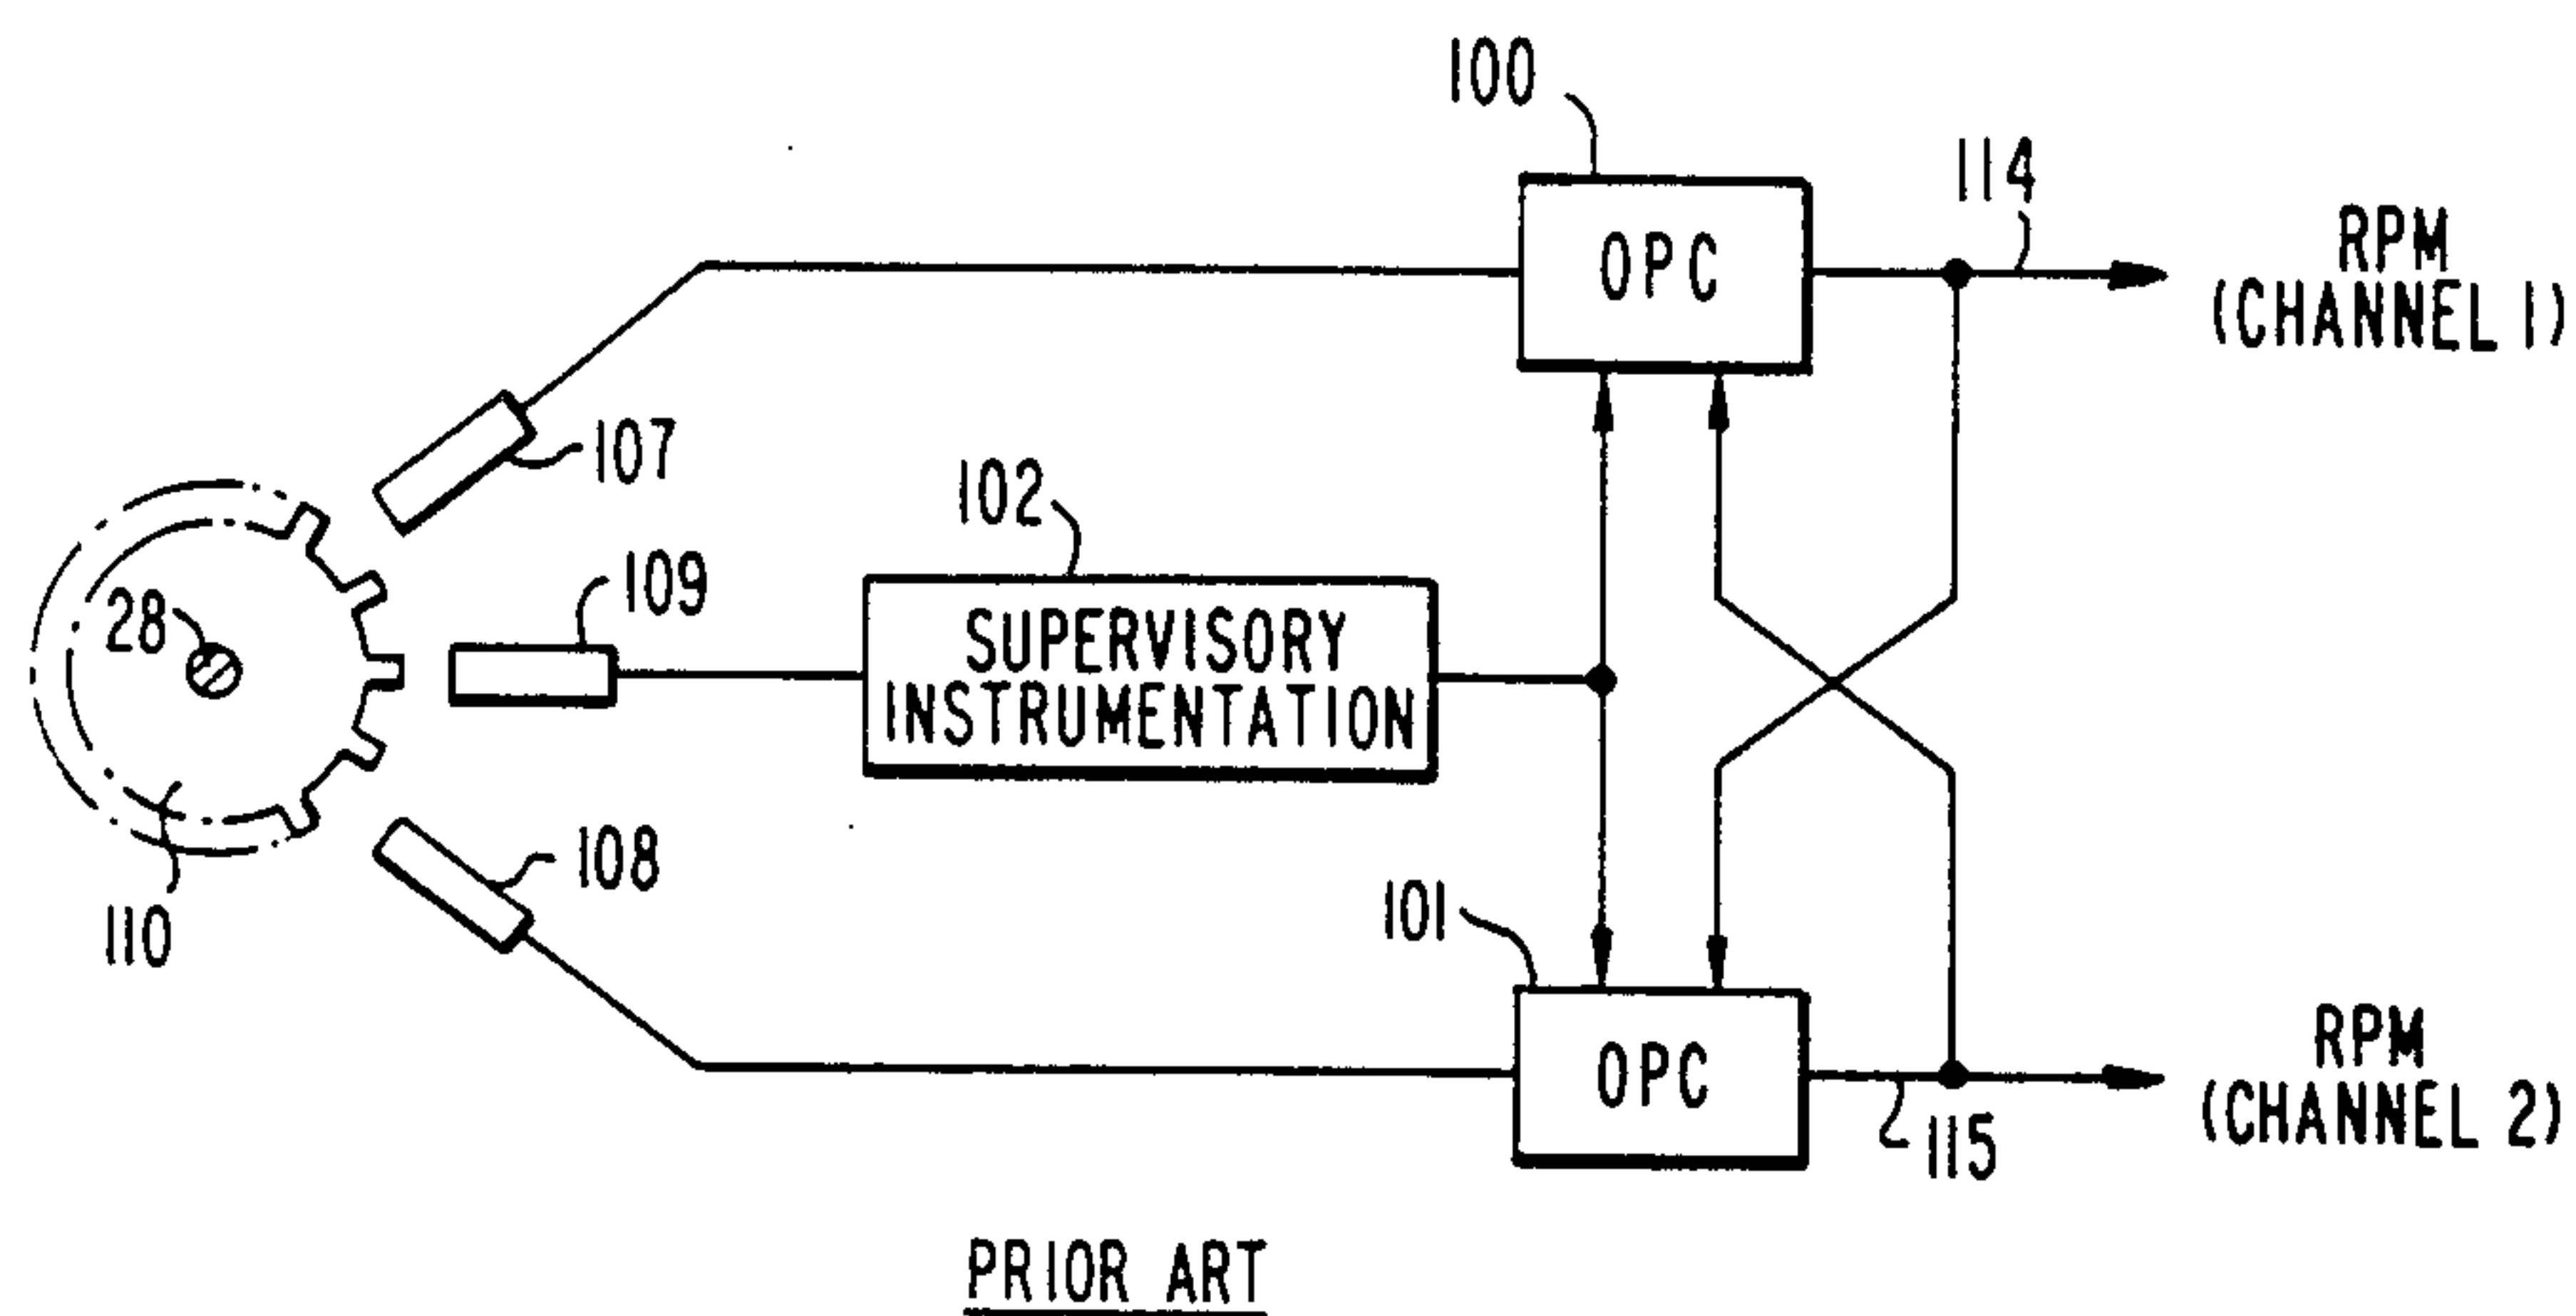 100
114
OPC
RPM
(CHANNEL 1)
107
102
109
28
SUPERVISORY
INSTRUMENTATION
108
110
101
OPC
RPM
(CHANNEL 2)
115
PRIOR ART